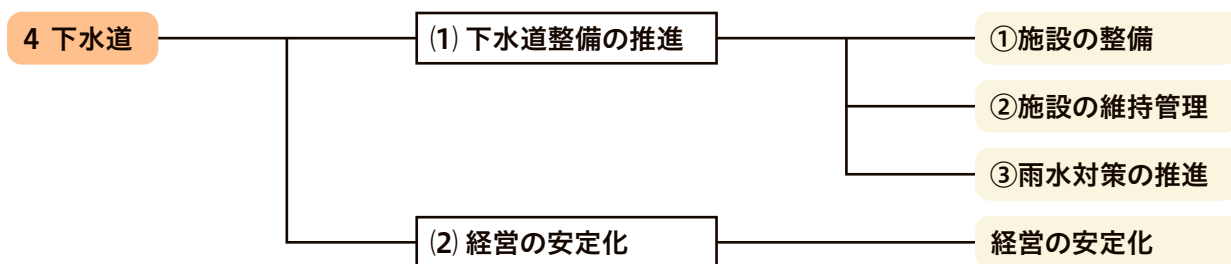 4 下水道
⑴ 下水道整備の推進
①施設の整備
②施設の維持管理
③雨水対策の推進
⑵ 経営の安定化
経営の安定化